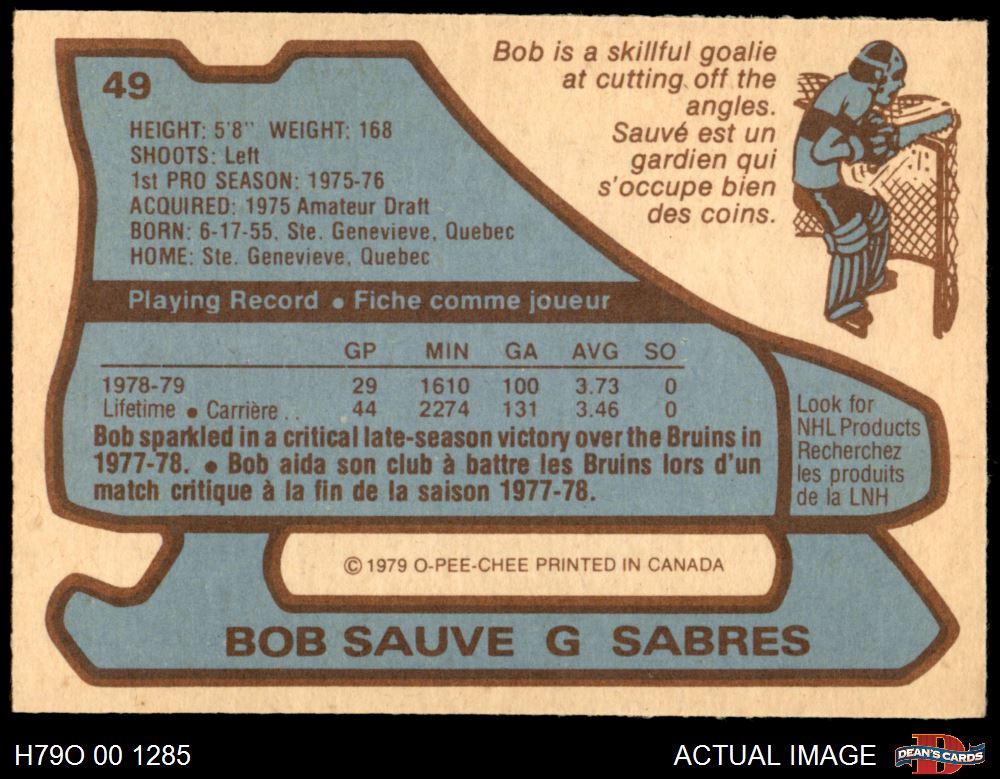 49
Bob is a skillful goalie
at cutting off the
angles.
Sauvé est un
gardien qui
s'occupe bien
des coins.
HEIGHT: 5'8" WEIGHT: 168
SHOOTS: Left
1st PRO SEASON: 1975-76
ACQUIRED: 1975 Amateur Draft
BORN: 6-17-55, Ste. Genevieve, Quebec
HOME: Ste. Genevieve, Quebec
Playing Record • Fiche comme joueur
GP MIN GA AVG SO
1978-79 29 1610 100 3.73 0
Lifetime • Carrière . . 44 2274 131 3.46 0
Bob sparkled in a critical late-season victory over the Bruins in
1977-78. • Bob aida son club à battre les Bruins lors d'un
match critique à la fin de la saison 1977-78.
Look for
NHL Products
Recherchez
les produits
de la LNH
© 1979 O-PEE-CHEE PRINTED IN CANADA
BOB SAUVE G SABRES
H79O 00 1285
ACTUAL IMAGE
D
DEAN'S CARDS